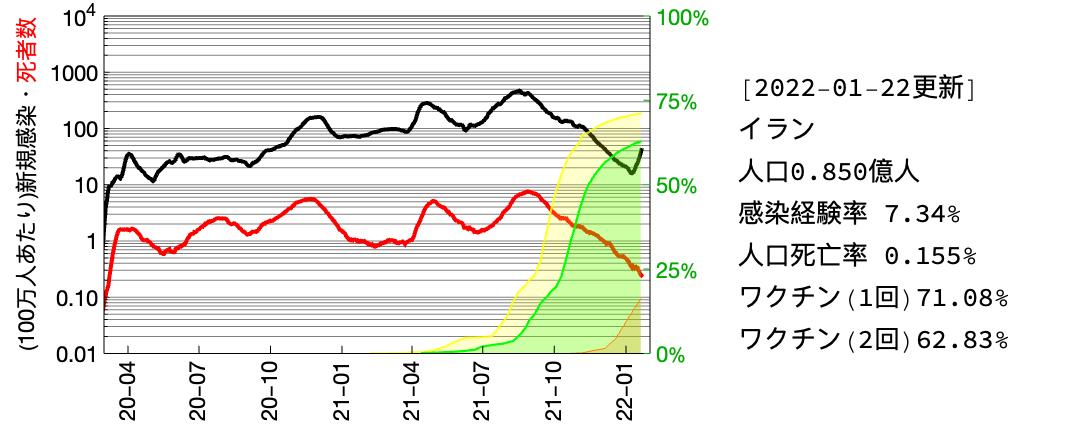 (100万人あたり)新規感染・死者数
10^4
1000
100
10
1
0.10
0.01
100%
75%
50%
25%
0%
20-04
20-07
20-10
21-01
21-04
21-07
21-10
22-01
[2022-01-22更新]
イラン
人口0.850億人
感染経験率 7.34%
人口死亡率 0.155%
ワクチン(1回)71.08%
ワクチン(2回)62.83%